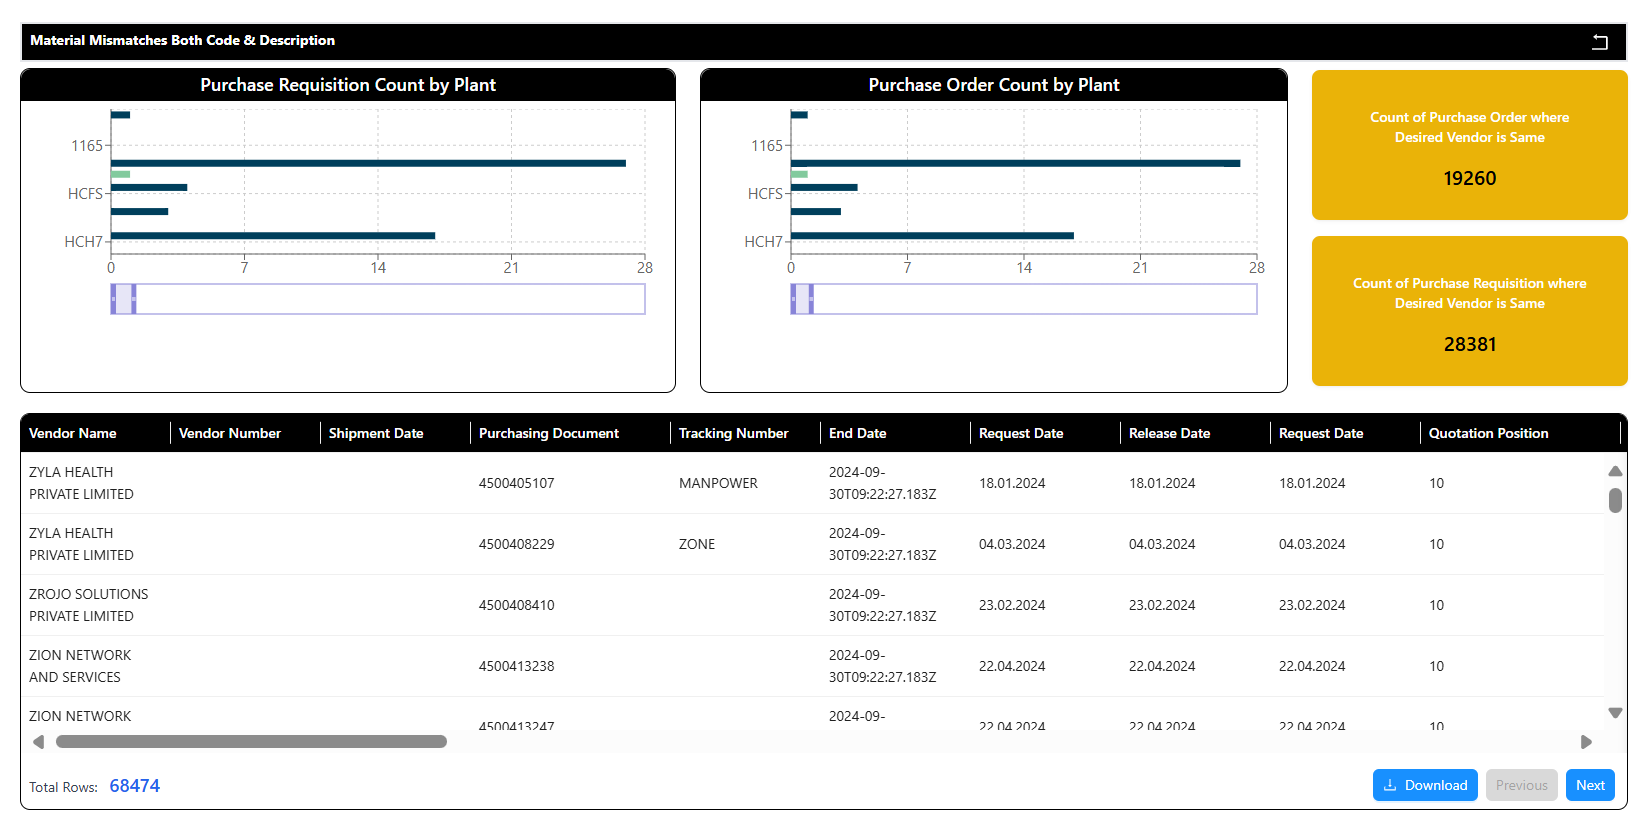 Material Mismatches Both Code & Description
Purchase Requisition Count by Plant
1165
HCFS
HCH7
0 7 14 21 28
Purchase Order Count by Plant
1165
HCFS
HCH7
0 7 14 21 28
Count of Purchase Order where
Desired Vendor is Same
19260
Count of Purchase Requisition where
Desired Vendor is Same
28381
Vendor Name Vendor Number Shipment Date Purchasing Document Tracking Number End Date Request Date Release Date Request Date Quotation Position
ZYLA HEALTH
PRIVATE LIMITED
4500405107 MANPOWER
2024-09-
30T09:22:27.183Z
18.01.2024 18.01.2024 18.01.2024 10
ZYLA HEALTH
PRIVATE LIMITED
4500408229 ZONE
2024-09-
30T09:22:27.183Z
04.03.2024 04.03.2024 04.03.2024 10
ZROJO SOLUTIONS
PRIVATE LIMITED
4500408410
2024-09-
30T09:22:27.183Z
23.02.2024 23.02.2024 23.02.2024 10
ZION NETWORK
AND SERVICES
4500413238
2024-09-
30T09:22:27.183Z
22.04.2024 22.04.2024 22.04.2024 10
ZION NETWORK
4500413247
2024-09-
22.04.2024 22.04.2024 22.04.2024 10
Total Rows: 68474
Download Previous Next